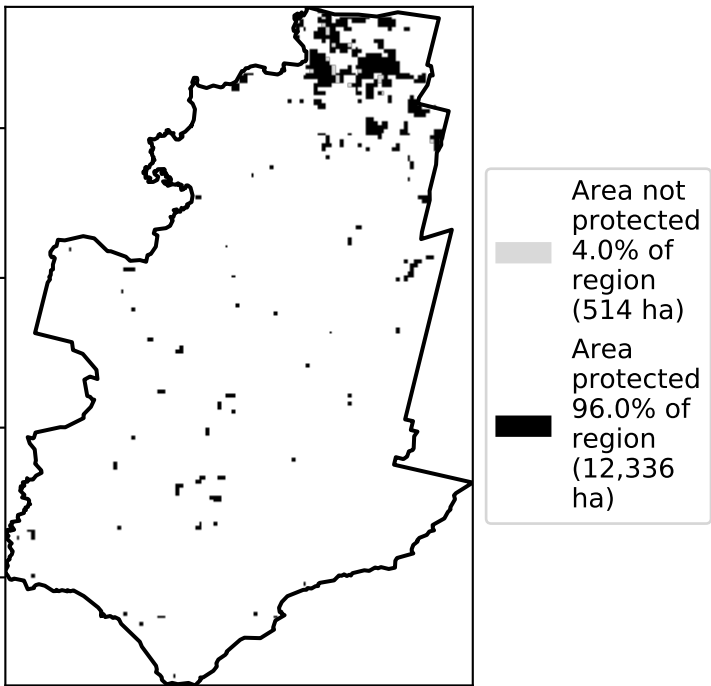 Area not
protected
4.0% of
region
(514 ha)
Area
protected
96.0% of
region
(12,336
ha)